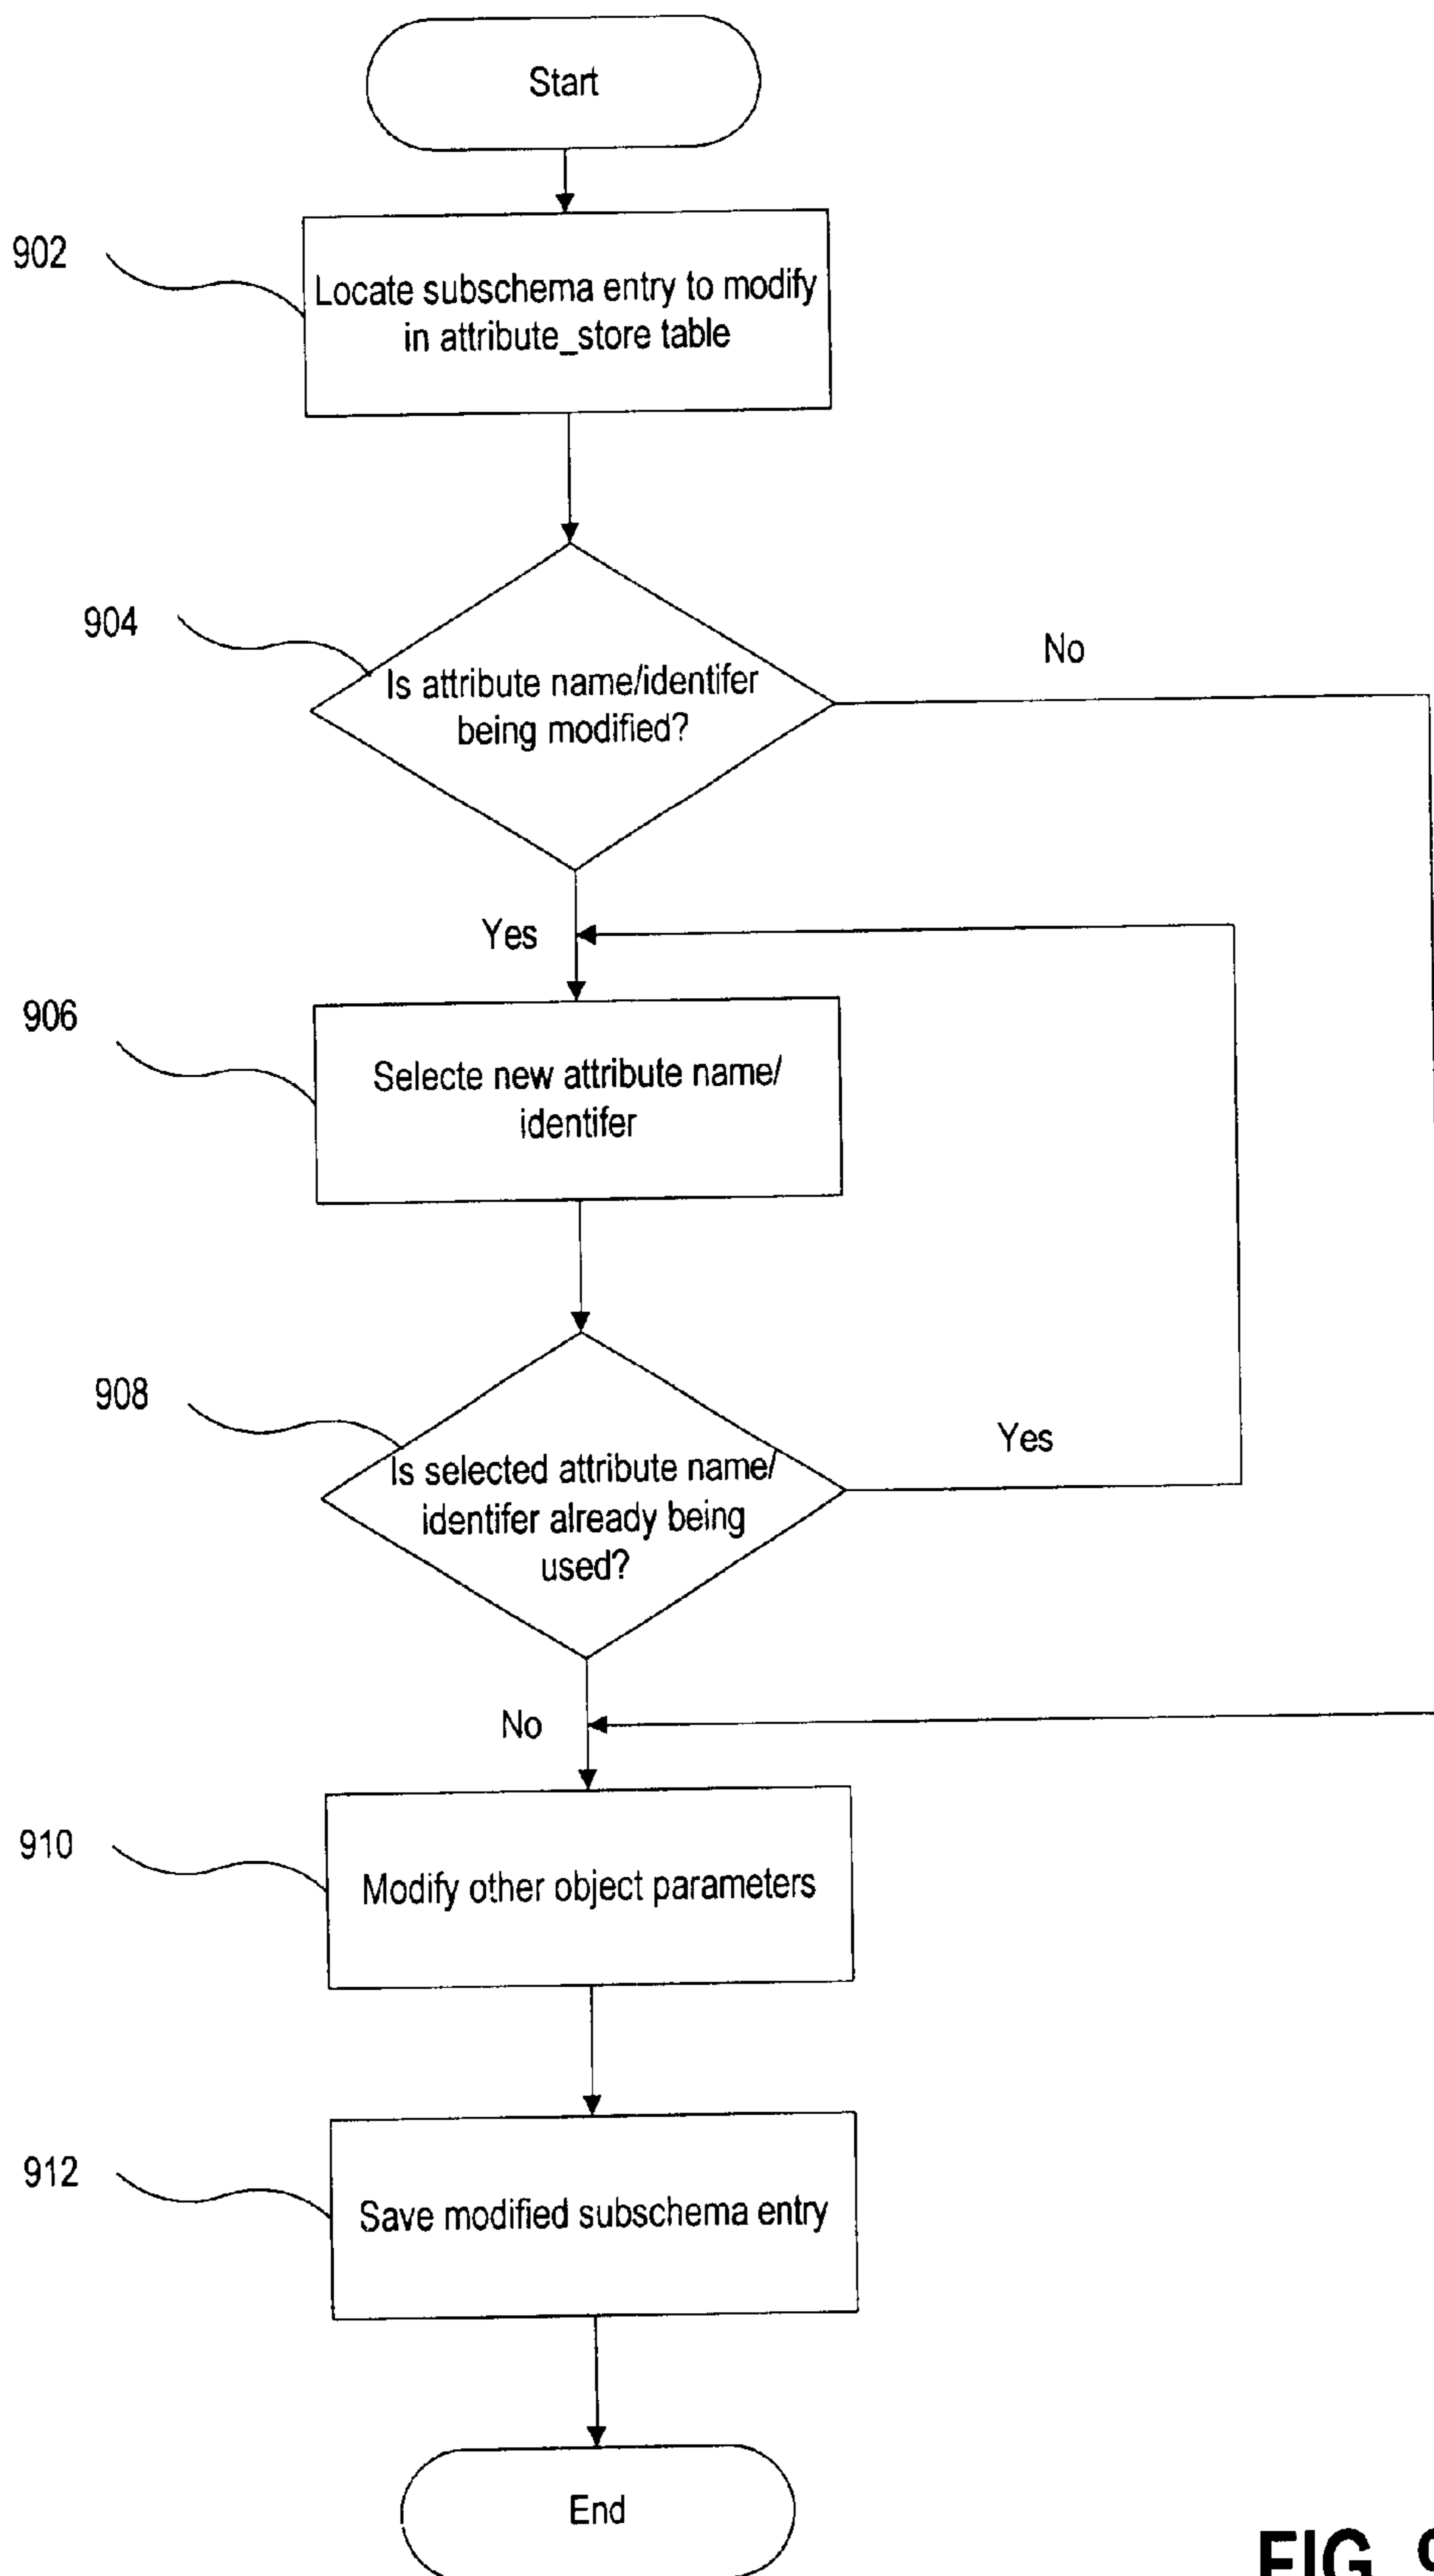 Start
902
Locate subschema entry to modify
in attribute_store table
904
Is attribute name/identifer
being modified?
No
Yes
906
Selecte new attribute name/
identifer
908
Is selected attribute name/
identifer already being
used?
Yes
No
910
Modify other object parameters
912
Save modified subschema entry
End
FIG. 9